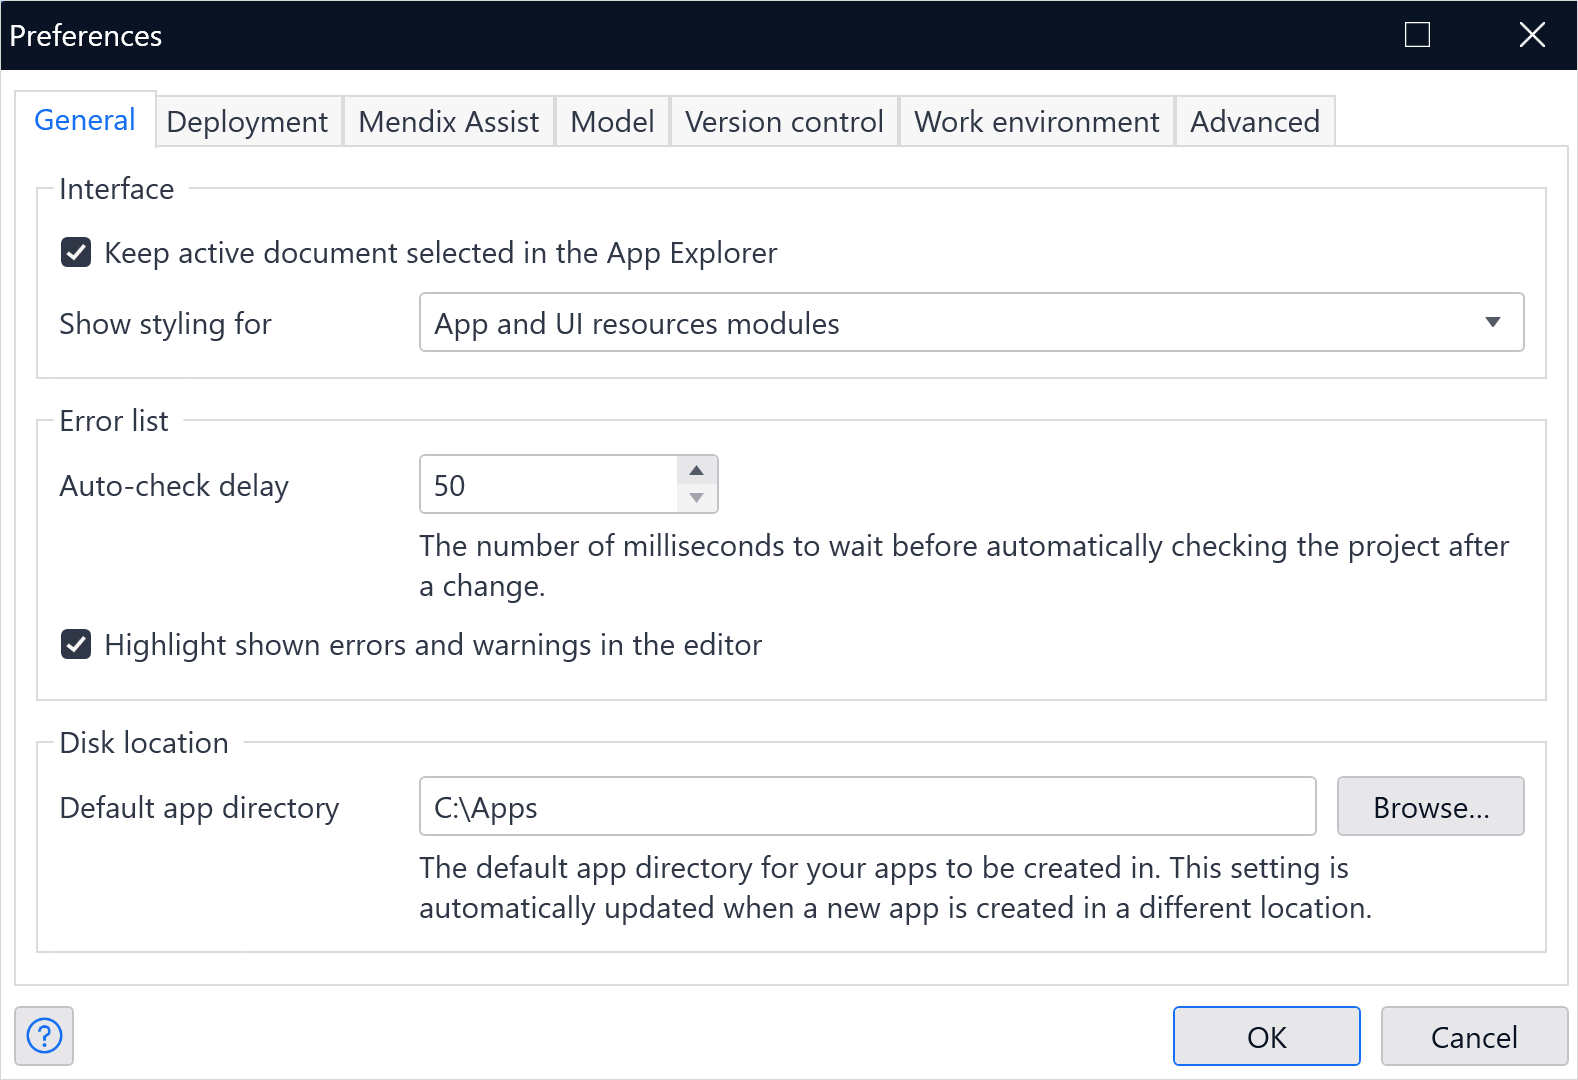 Preferences
General Deployment Mendix Assist Model Version control Work environment Advanced
Interface
Keep active document selected in the App Explorer
Show styling for App and UI resources modules
Error list
Auto-check delay 50
The number of milliseconds to wait before automatically checking the project after
a change.
Highlight shown errors and warnings in the editor
Disk location
Default app directory C:\Apps Browse...
The default app directory for your apps to be created in. This setting is
automatically updated when a new app is created in a different location.
? OK Cancel